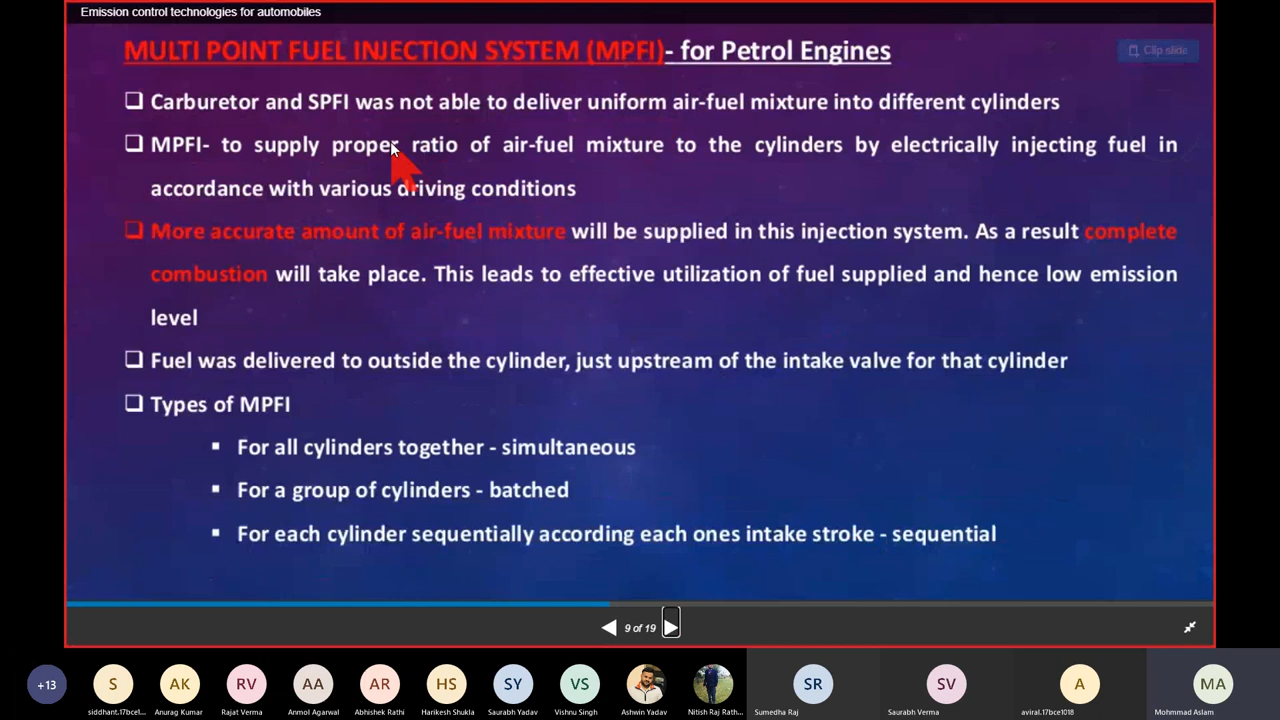 Emission control technologies for automobiles
MULTI POINT FUEL INJECTION SYSTEM (MPFI)- for Petrol Engines
Clip slide
Carburetor and SPFI was not able to deliver uniform air-fuel mixture into different cylinders
MPFI- to supply proper ratio of air-fuel mixture to the cylinders by electrically injecting fuel in
accordance with various driving conditions
More accurate amount of air-fuel mixture will be supplied in this injection system. As a result complete
combustion will take place. This leads to effective utilization of fuel supplied and hence low emission
level
Fuel was delivered to outside the cylinder, just upstream of the intake valve for that cylinder
Types of MPFI
For all cylinders together - simultaneous
For a group of cylinders - batched
For each cylinder sequentially according each ones intake stroke - sequential
9 of 19
+13 S AK RV AA AR HS SY VS SR SV A MA
siddhant.17bce1... Anurag Kumar Rajat Verma Anmol Agarwal Abhishek Rathi Harikesh Shukla Saurabh Yadav Vishnu Singh Ashwin Yadav Nitish Raj Rath... Sumedha Raj Saurabh Verma aviral.17bce1018 Mohmmad Aslam